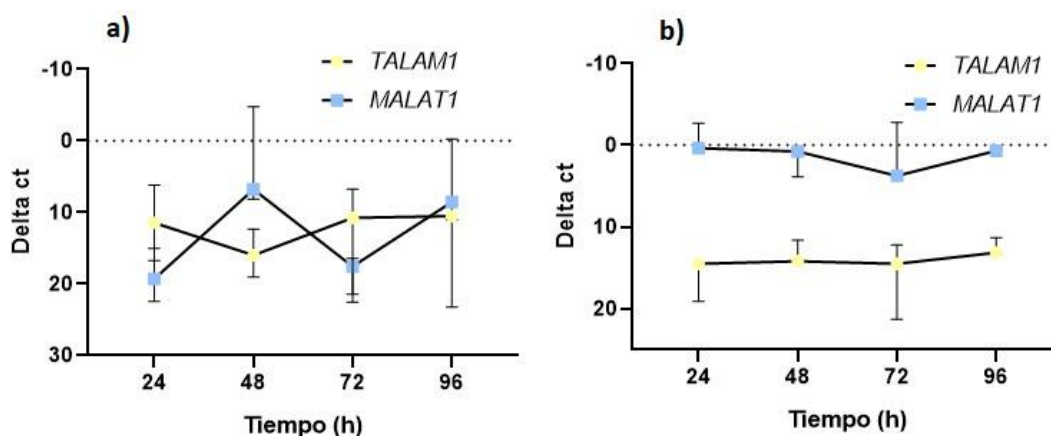 a)
TALAM1
MALAT1
-10
0
10
20
30
Delta ct
24 48 72 96
Tiempo (h)
b)
TALAM1
MALAT1
-10
0
10
20
Delta ct
24 48 72 96
Tiempo (h)